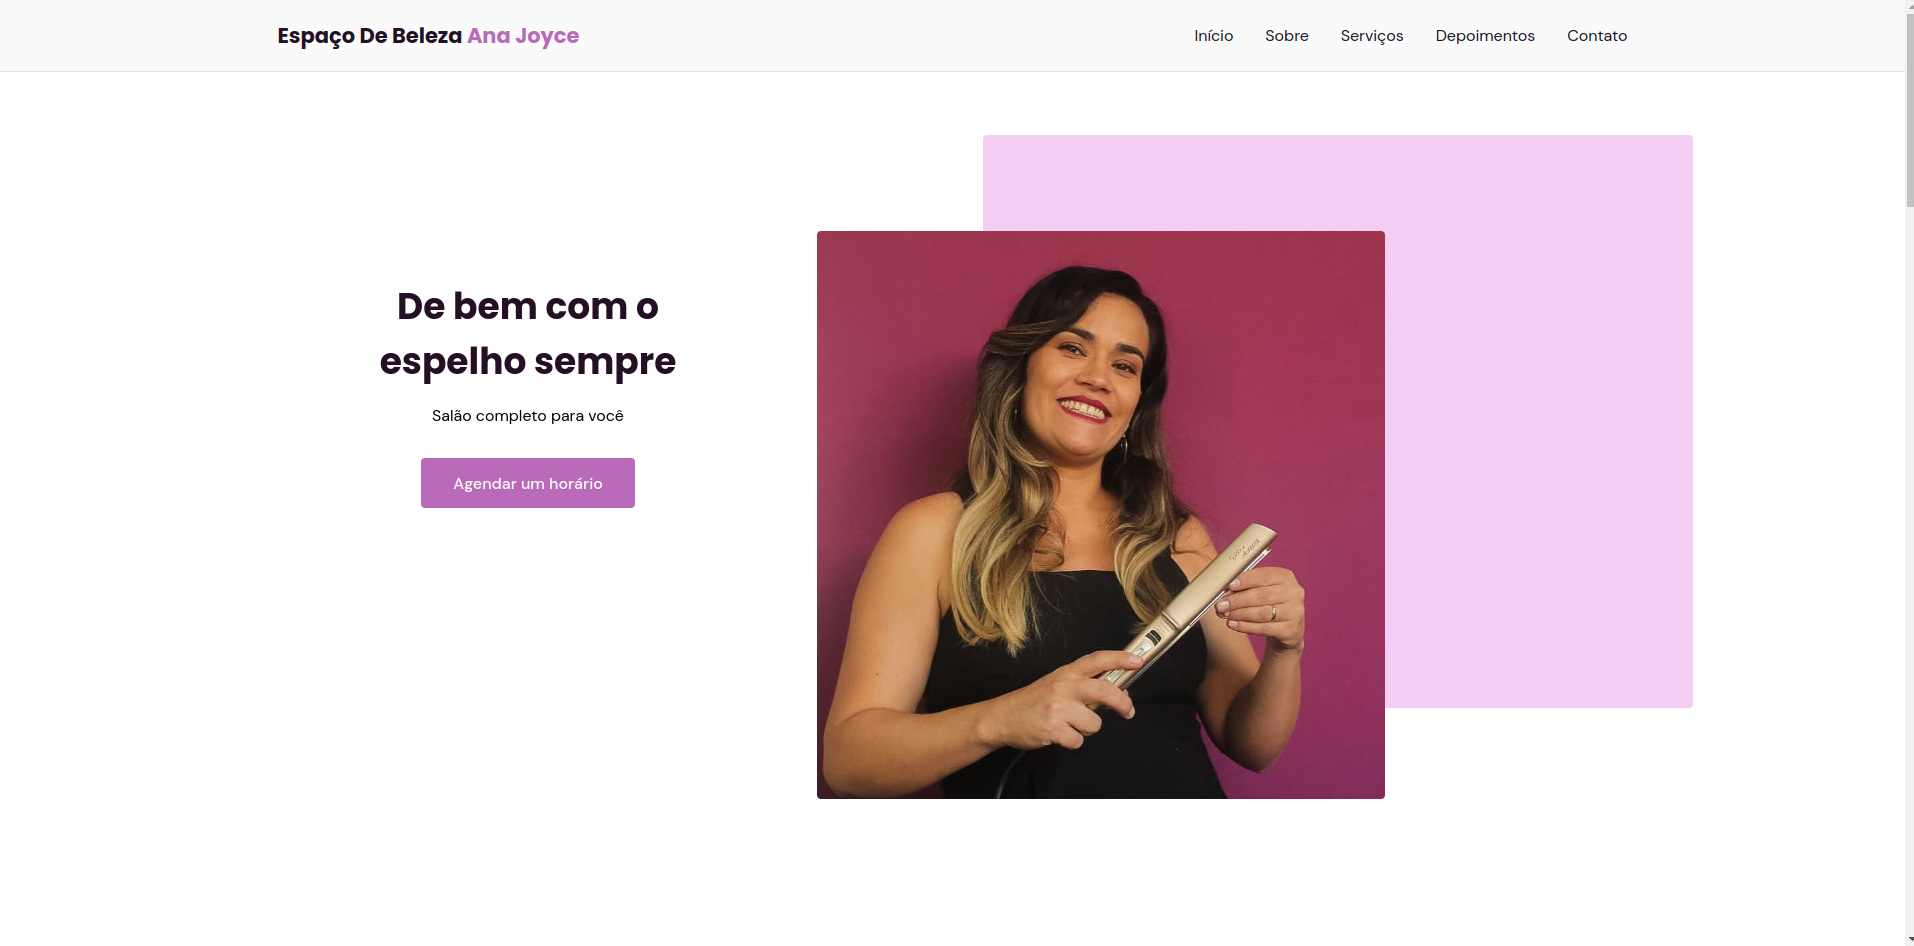 Espaço De Beleza Ana Joyce
Início Sobre Serviços Depoimentos Contato
De bem com o
espelho sempre
Salão completo para você
Agendar um horário